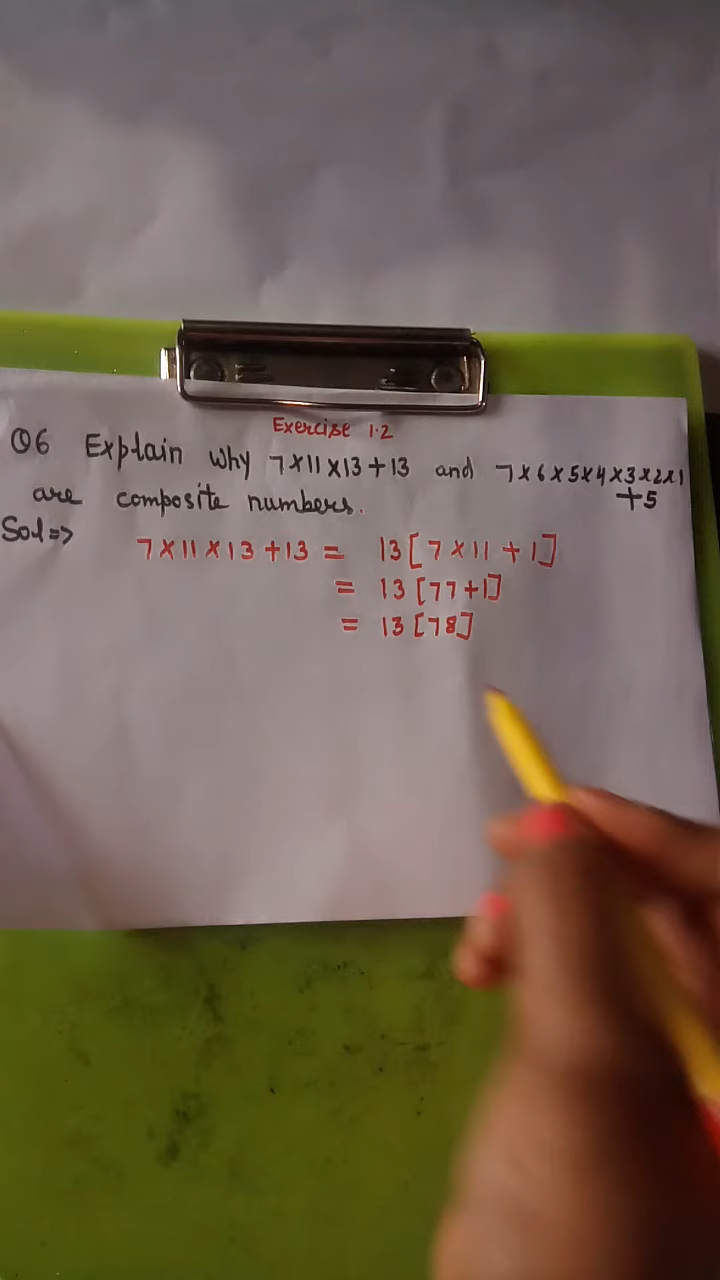 Exercise 1.2
Q6 Explain why 7×11×13+13 and 7×6×5×4×3×2×1
+5
are composite numbers.
Sol=>
7×11×13+13 = 13[7×11+1]
= 13[77+1]
= 13[78]